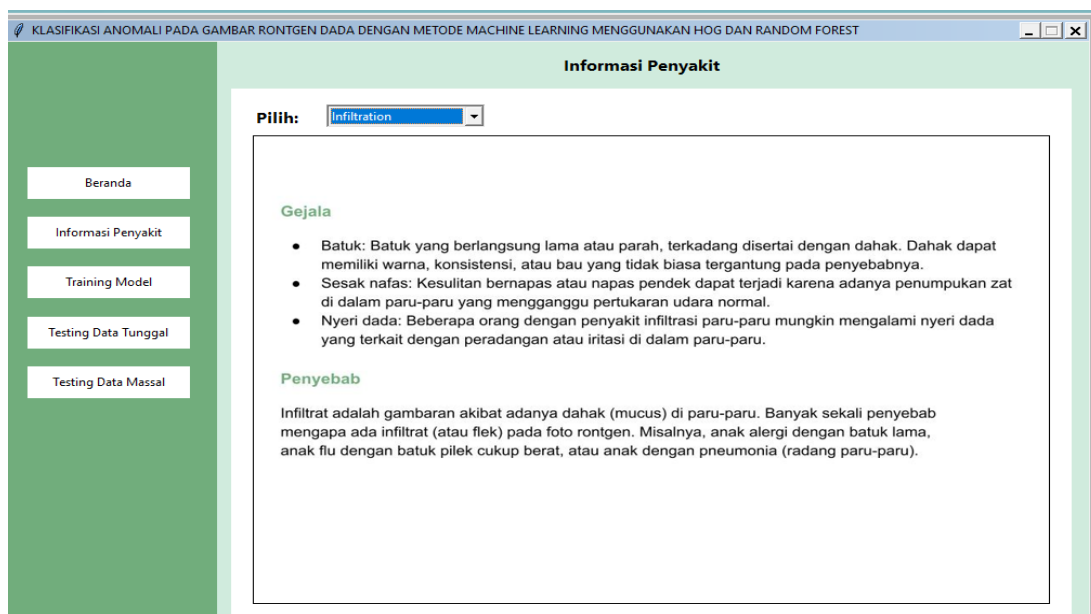 KLASIFIKASI ANOMALI PADA GAMBAR RONTGEN DADA DENGAN METODE MACHINE LEARNING MENGGUNAKAN HOG DAN RANDOM FOREST
Informasi Penyakit
Pilih: Infiltration
Beranda
Informasi Penyakit
Training Model
Testing Data Tunggal
Testing Data Massal
Gejala
● Batuk: Batuk yang berlangsung lama atau parah, terkadang disertai dengan dahak. Dahak dapat
memiliki warna, konsistensi, atau bau yang tidak biasa tergantung pada penyebabnya.
● Sesak nafas: Kesulitan bernapas atau napas pendek dapat terjadi karena adanya penumpukan zat
di dalam paru-paru yang mengganggu pertukaran udara normal.
● Nyeri dada: Beberapa orang dengan penyakit infiltrasi paru-paru mungkin mengalami nyeri dada
yang terkait dengan peradangan atau iritasi di dalam paru-paru.
Penyebab
Infiltrat adalah gambaran akibat adanya dahak (mucus) di paru-paru. Banyak sekali penyebab
mengapa ada infiltrat (atau flek) pada foto rontgen. Misalnya, anak alergi dengan batuk lama,
anak flu dengan batuk pilek cukup berat, atau anak dengan pneumonia (radang paru-paru).